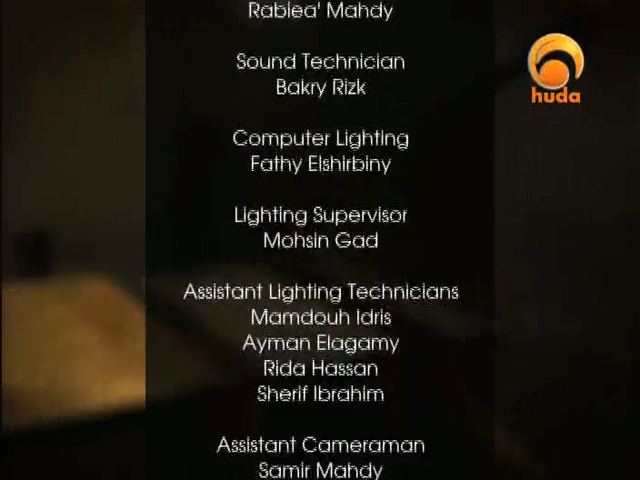 Rabiea' Mahdy
Sound Technician
Bakry Rizk
Computer Lighting
Fathy Elshirbiny
Lighting Supervisor
Mohsin Gad
Assistant Lighting Technicians
Mamdouh Idris
Ayman Elagamy
Rida Hassan
Sherif Ibrahim
Assistant Cameraman
Samir Mahdy
huda